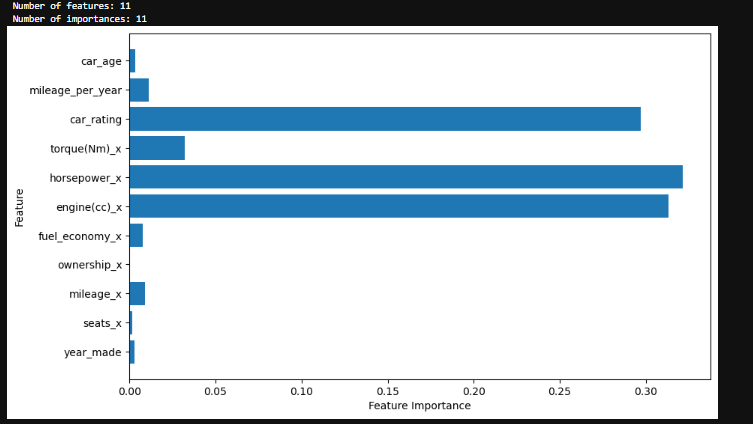 Number of features: 11
Number of importances: 11
car_age
mileage_per_year
car_rating
torque(Nm)_x
horsepower_x
engine(cc)_x
fuel_economy_x
ownership_x
mileage_x
seats_x
year_made
Feature
0.00 0.05 0.10 0.15 0.20 0.25 0.30
Feature Importance